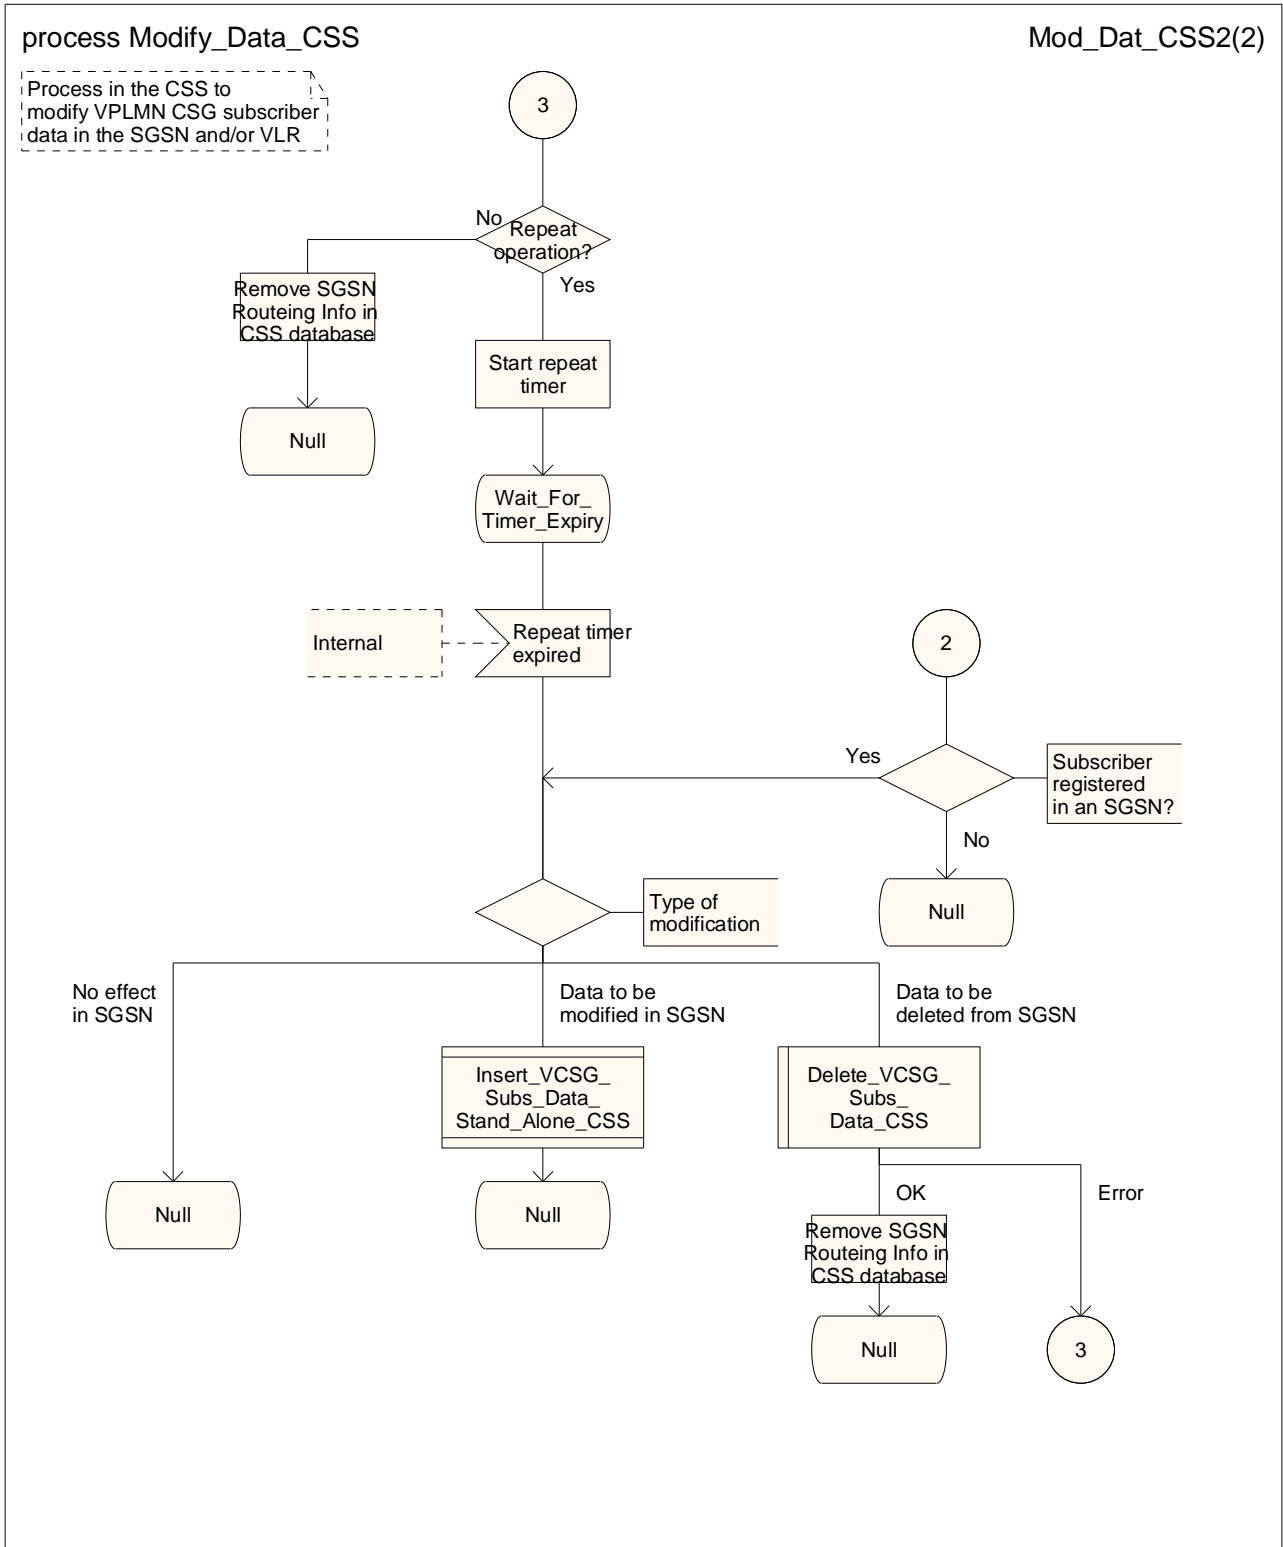 process Modify_Data_CSS
Mod_Dat_CSS2(2)
Process in the CSS to
modify VPLMN CSG subscriber
data in the SGSN and/or VLR
3
No
Repeat
operation?
Yes
Remove SGSN
Routeing Info in
CSS database
Start repeat
timer
Null
Wait_For_
Timer_Expiry
Internal
Repeat timer
expired
2
Yes
Subscriber
registered
in an SGSN?
No
Null
Type of
modification
No effect
in SGSN
Data to be
modified in SGSN
Data to be
deleted from SGSN
Insert_VCSG_
Subs_Data_
Stand_Alone_CSS
Delete_VCSG_
Subs_
Data_CSS
OK
Error
Null
Null
Remove SGSN
Routeing Info in
CSS database
Null
3